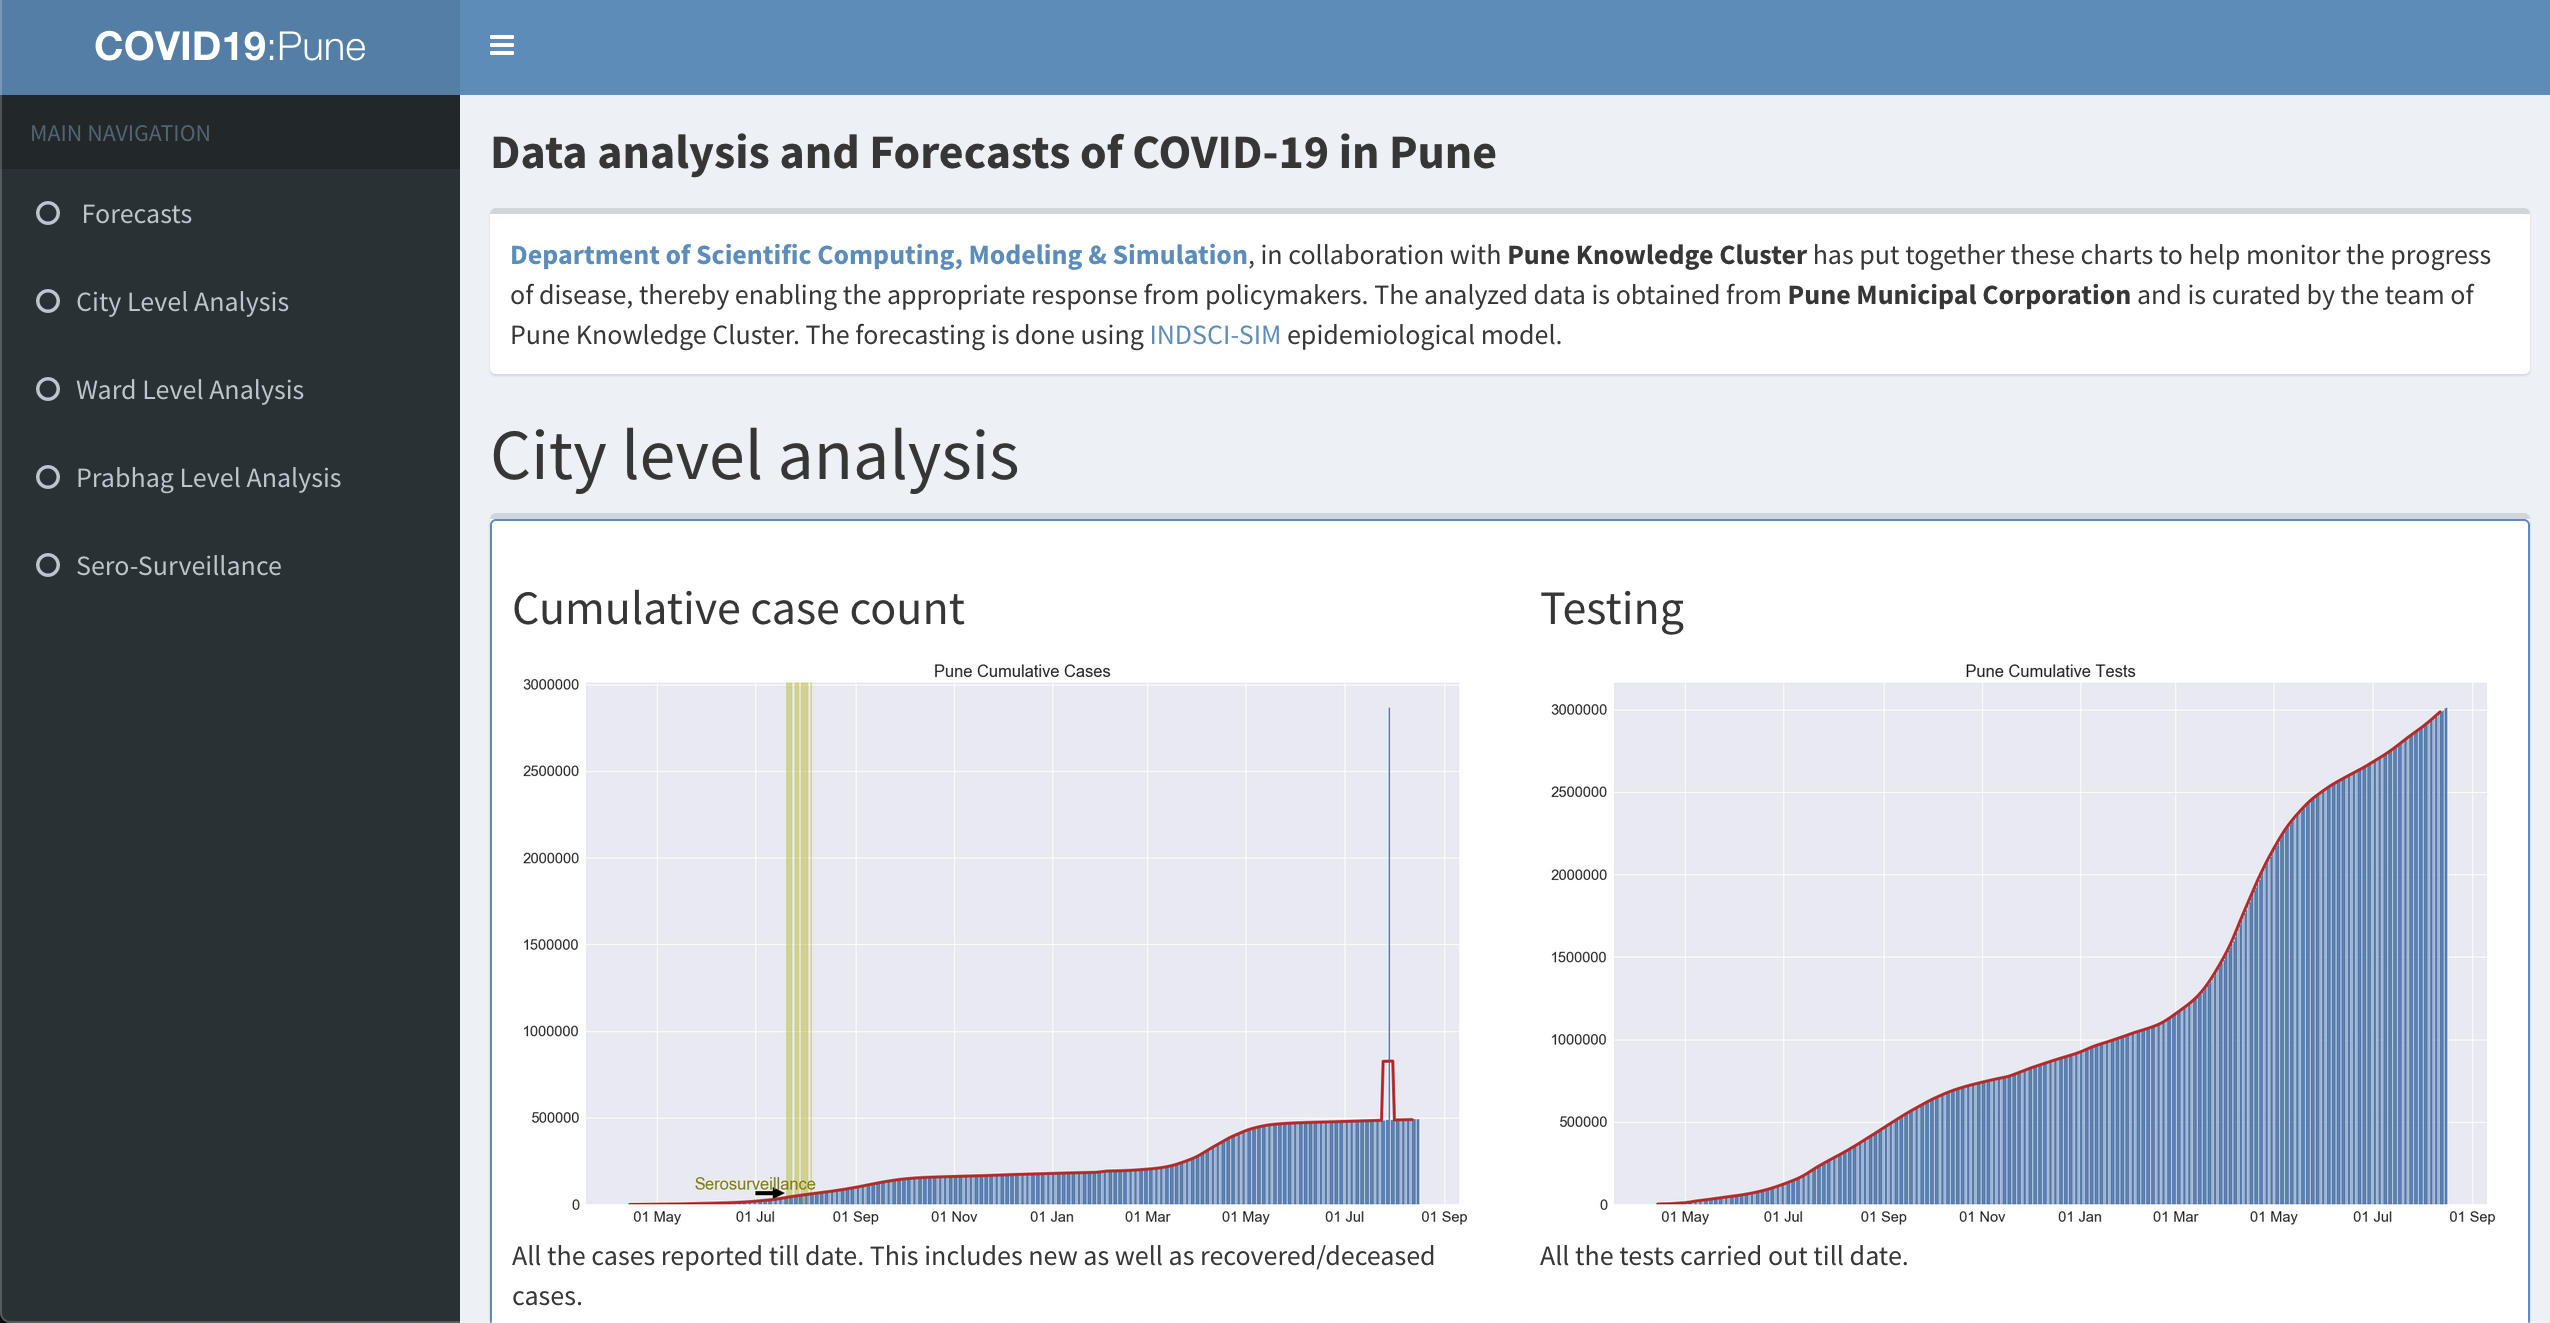 COVID19:Pune
MAIN NAVIGATION
Forecasts
City Level Analysis
Ward Level Analysis
Prabhag Level Analysis
Sero-Surveillance
Data analysis and Forecasts of COVID-19 in Pune
Department of Scientific Computing, Modeling & Simulation, in collaboration with Pune Knowledge Cluster has put together these charts to help monitor the progress
of disease, thereby enabling the appropriate response from policymakers. The analyzed data is obtained from Pune Municipal Corporation and is curated by the team of
Pune Knowledge Cluster. The forecasting is done using INDSCI-SIM epidemiological model.
City level analysis
Cumulative case count
Pune Cumulative Cases
3000000
2500000
2000000
1500000
1000000
500000
0
Serosurveillance
01 May 01 Jul 01 Sep 01 Nov 01 Jan 01 Mar 01 May 01 Jul 01 Sep
All the cases reported till date. This includes new as well as recovered/deceased
cases.
Testing
Pune Cumulative Tests
3000000
2500000
2000000
1500000
1000000
500000
0
01 May 01 Jul 01 Sep 01 Nov 01 Jan 01 Mar 01 May 01 Jul 01 Sep
All the tests carried out till date.